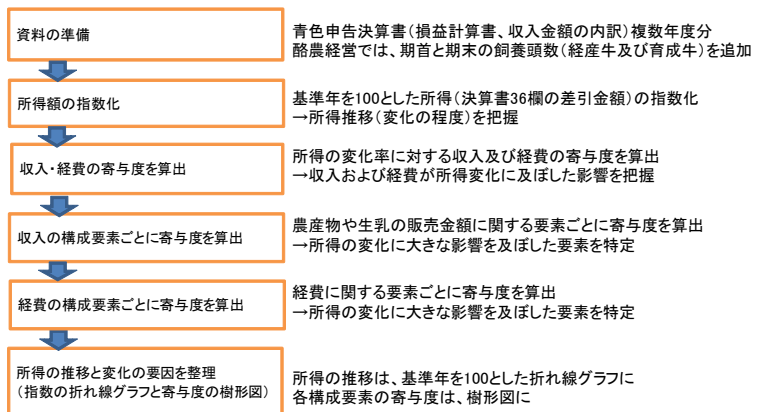 資料の準備
青色申告決算書(損益計算書、収入金額の内訳)複数年度分
酪農経営では、期首と期末の飼養頭数(経産牛及び育成牛)を追加
所得額の指数化
基準年を100とした所得(決算書36欄の差引金額)の指数化
→所得推移(変化の程度)を把握
収入・経費の寄与度を算出
所得の変化率に対する収入及び経費の寄与度を算出
→収入および経費が所得変化に及ぼした影響を把握
収入の構成要素ごとに寄与度を算出
農産物や生乳の販売金額に関する要素ごとに寄与度を算出
→所得の変化に大きな影響を及ぼした要素を特定
経費の構成要素ごとに寄与度を算出
経費に関する要素ごとに寄与度を算出
→所得の変化に大きな影響を及ぼした要素を特定
所得の推移と変化の要因を整理
(指数の折れ線グラフと寄与度の樹形図)
所得の推移は、基準年を100とした折れ線グラフに
各構成要素の寄与度は、樹形図に